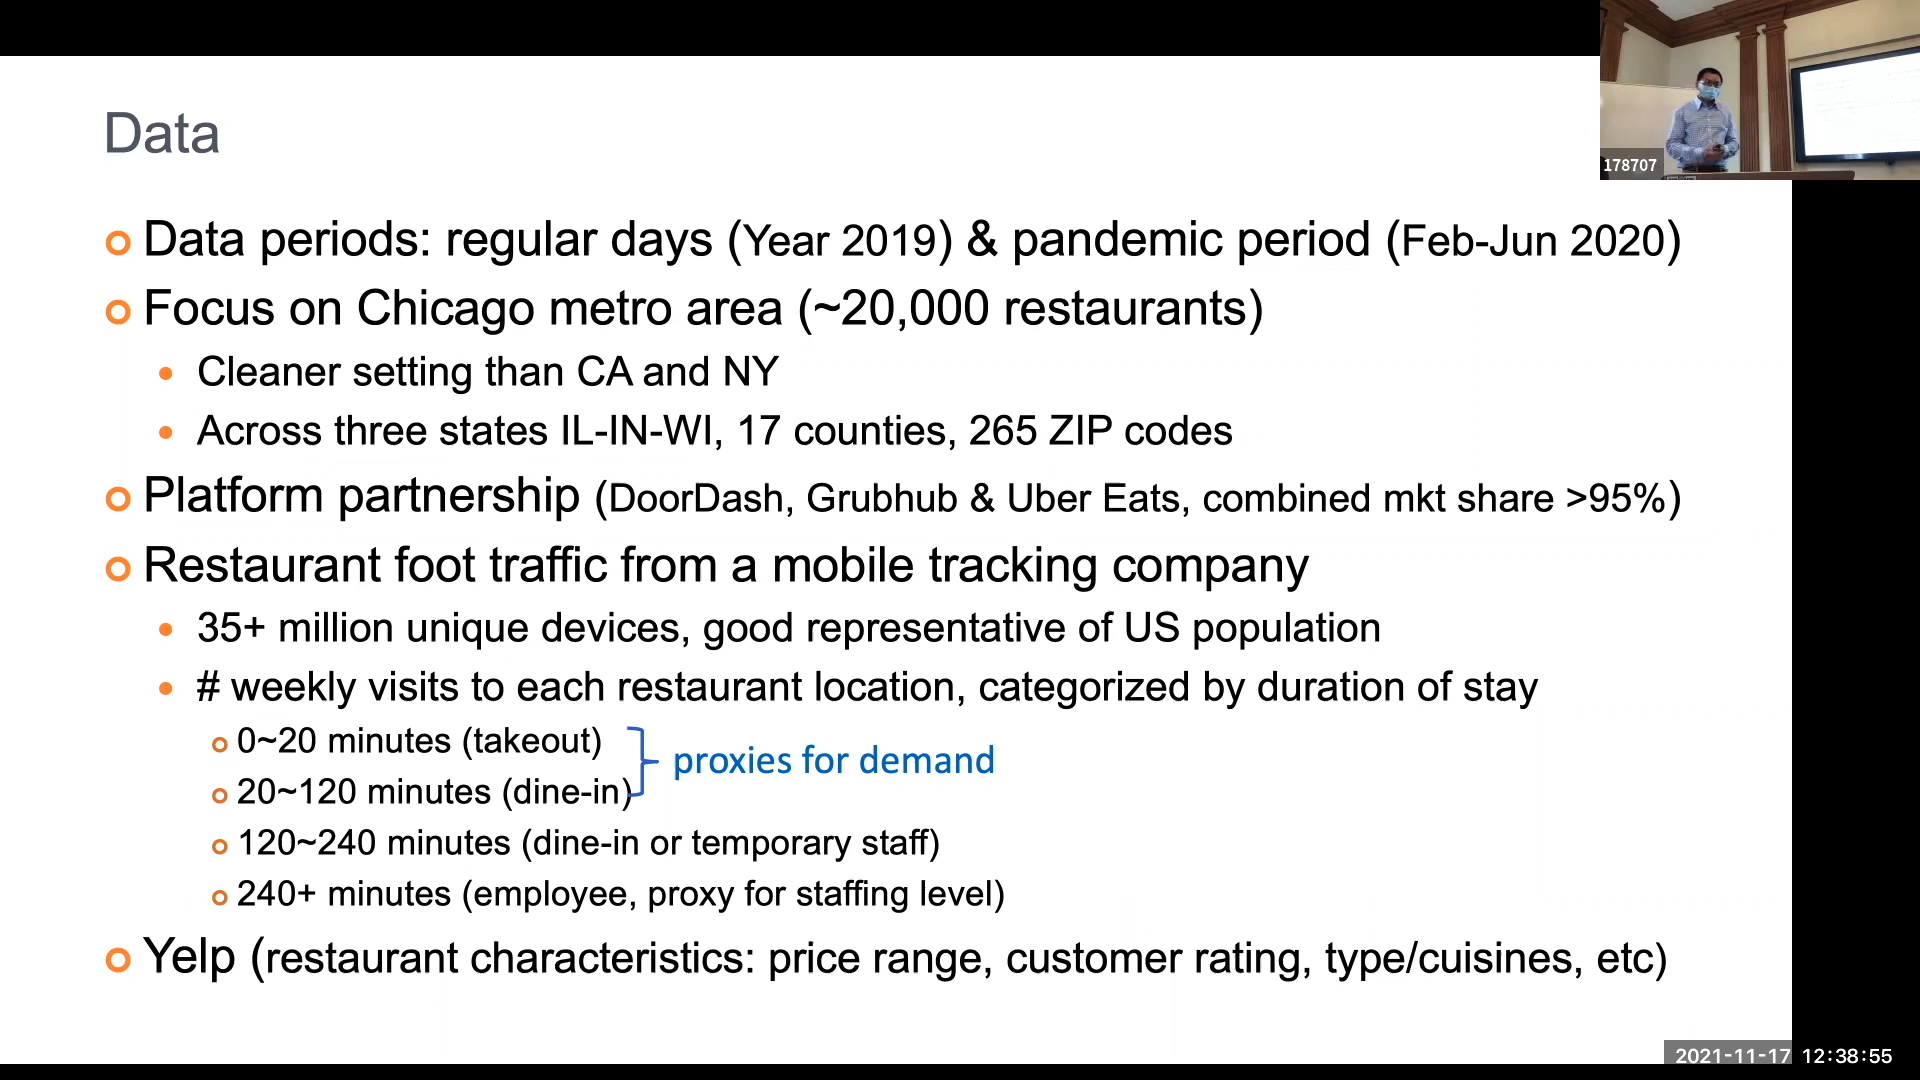 178707
Data
Data periods: regular days (Year 2019) & pandemic period (Feb-Jun 2020)
Focus on Chicago metro area (~20,000 restaurants)
Cleaner setting than CA and NY
Across three states IL-IN-WI, 17 counties, 265 ZIP codes
Platform partnership (DoorDash, Grubhub & Uber Eats, combined mkt share >95%)
Restaurant foot traffic from a mobile tracking company
35+ million unique devices, good representative of US population
# weekly visits to each restaurant location, categorized by duration of stay
0~20 minutes (takeout)
20~120 minutes (dine-in)
proxies for demand
120~240 minutes (dine-in or temporary staff)
240+ minutes (employee, proxy for staffing level)
Yelp (restaurant characteristics: price range, customer rating, type/cuisines, etc)
2021-11-17 12:38:55